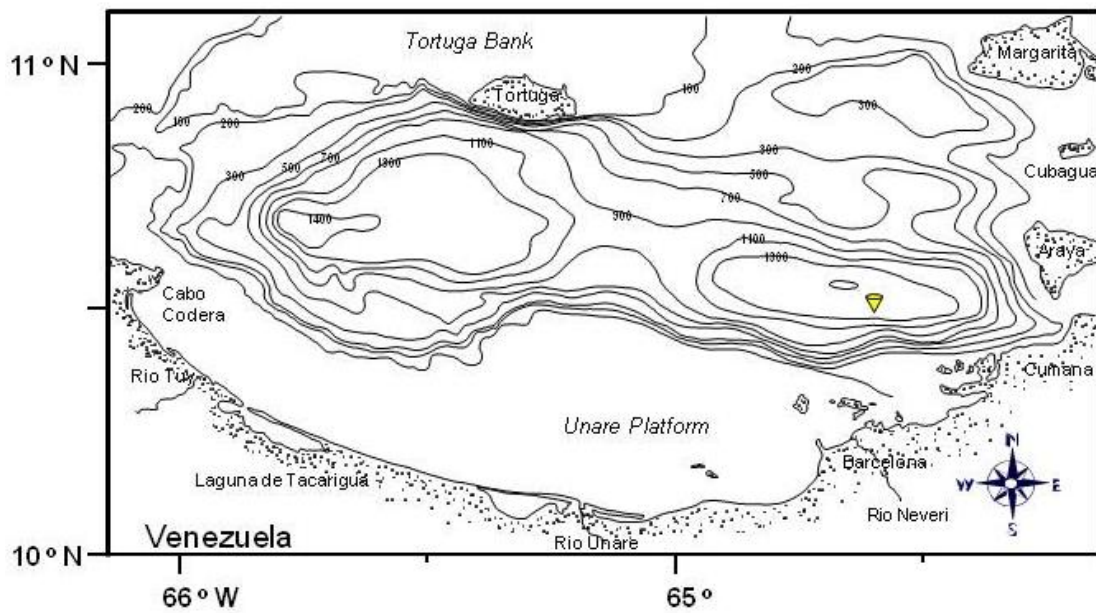 11 o N
Tortuga Bank
Margarita
200
Tortuga
100
200
100
200
300
1100
300
500
700
1300
300
500
Cubagua
700
1400
900
1100
Araya
1300
Cabo
Codera
Rio Tuy
Cumana
Unare Platform
Barcelona
N
Laguna de Tacarigua
W
E
Rio Neveri
S
Venezuela
Rio Unare
10 o N
66 o W
65 o